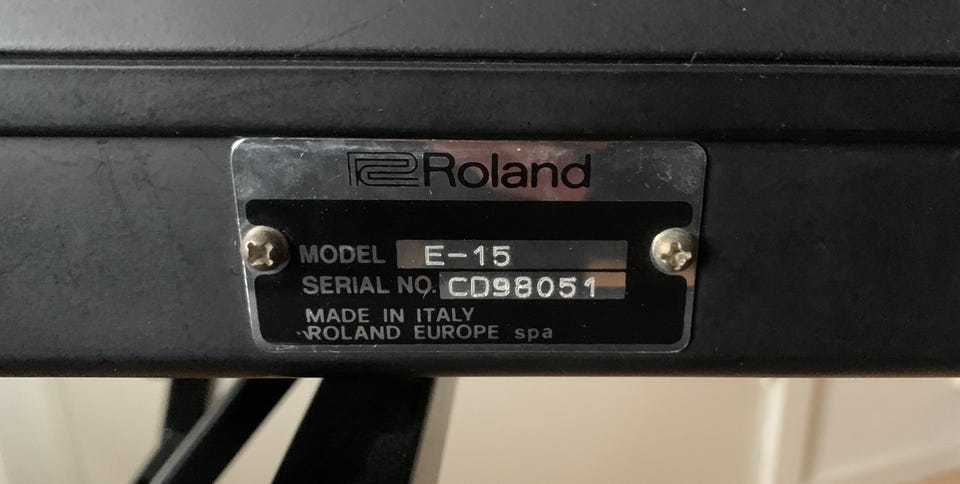 Roland
MODEL E-15
SERIAL NO. CD98051
MADE IN ITALY
ROLAND EUROPE spa